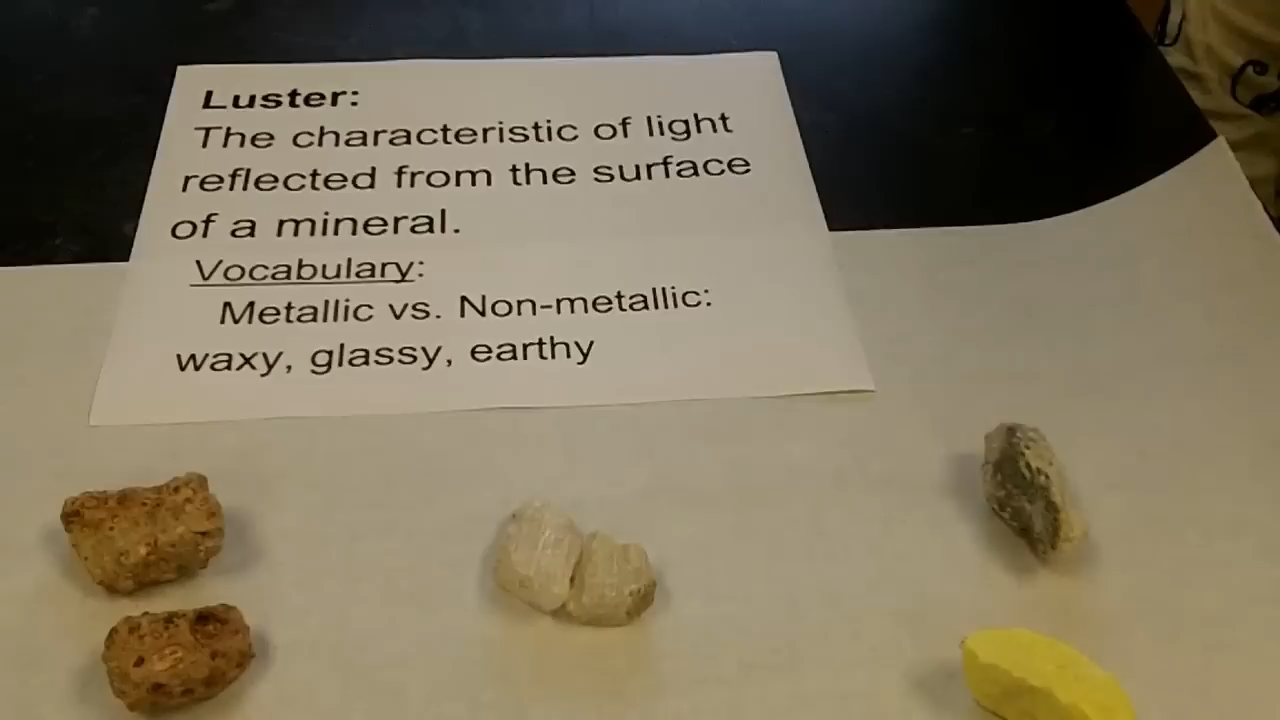 Luster:
The characteristic of light
reflected from the surface
of a mineral.
Vocabulary:
Metallic vs. Non-metallic:
waxy, glassy, earthy